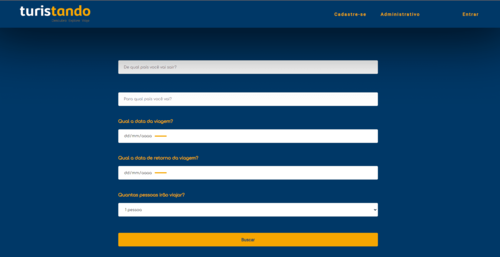 turistando
Cadastre-se
Administrativo
Entrar
De qual país você vai sair?
Para qual país você vai?
Qual a data da viagem?
dd/mm/aaaa
Qual a data de retorno da viagem?
dd/mm/aaaa
Quantas pessoas irão viajar?
1 pessoa
Buscar